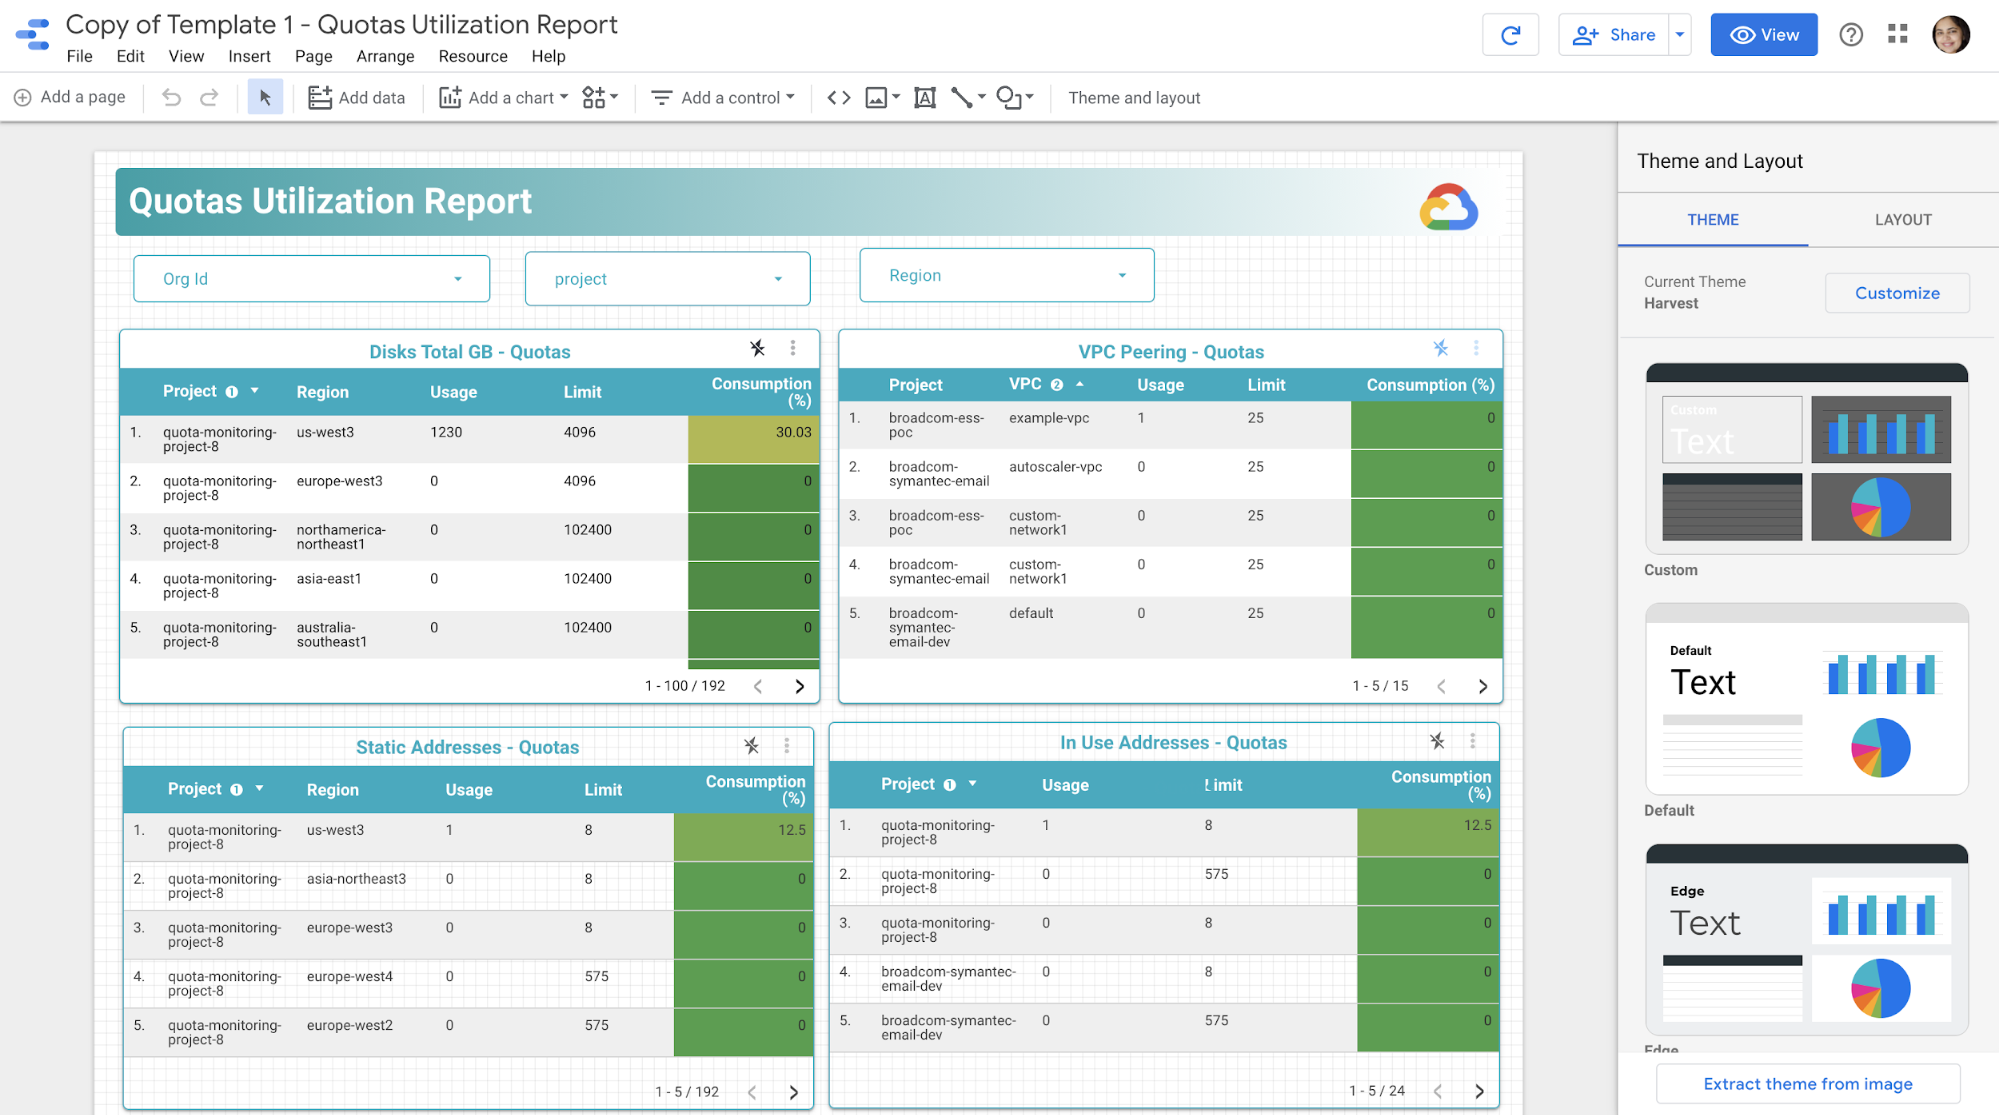 Copy of Template 1 - Quotas Utilization Report
File Edit View Insert Page Arrange Resource Help
Share
View
Add a page
Add data
Add a chart
Add a control
Theme and layout
Quotas Utilization Report
Org Id
project
Region
Disks Total GB - Quotas
Project 1 Region Usage Limit Consumption (%)
1. quota-monitoring-project-8 us-west3 1230 4096 30.03
2. quota-monitoring-project-8 europe-west3 0 4096 0
3. quota-monitoring-project-8 northamerica-northeast1 0 102400 0
4. quota-monitoring-project-8 asia-east1 0 102400 0
5. quota-monitoring-project-8 australia-southeast1 0 102400 0
1 - 100 / 192
VPC Peering - Quotas
Project VPC 2 Usage Limit Consumption (%)
1. broadcom-ess-poc example-vpc 1 25 0
2. broadcom-symantec-email autoscaler-vpc 0 25 0
3. broadcom-ess-poc custom-network1 0 25 0
4. broadcom-symantec-email custom-network1 0 25 0
5. broadcom-symantec-email-dev default 0 25 0
1 - 5 / 15
Static Addresses - Quotas
Project 1 Region Usage Limit Consumption (%)
1. quota-monitoring-project-8 us-west3 1 8 12.5
2. quota-monitoring-project-8 asia-northeast3 0 8 0
3. quota-monitoring-project-8 europe-west3 0 8 0
4. quota-monitoring-project-8 europe-west4 0 575 0
5. quota-monitoring-project-8 europe-west2 0 575 0
1 - 5 / 192
In Use Addresses - Quotas
Project 1 Usage Limit Consumption (%)
1. quota-monitoring-project-8 1 8 12.5
2. quota-monitoring-project-8 0 575 0
3. quota-monitoring-project-8 0 8 0
4. broadcom-symantec-email-dev 0 8 0
5. broadcom-symantec-email-dev 0 575 0
1 - 5 / 24
Theme and Layout
THEME LAYOUT
Current Theme
Harvest
Customize
Custom
Text
Custom
Default
Text
Default
Edge
Text
Edge
Extract theme from image